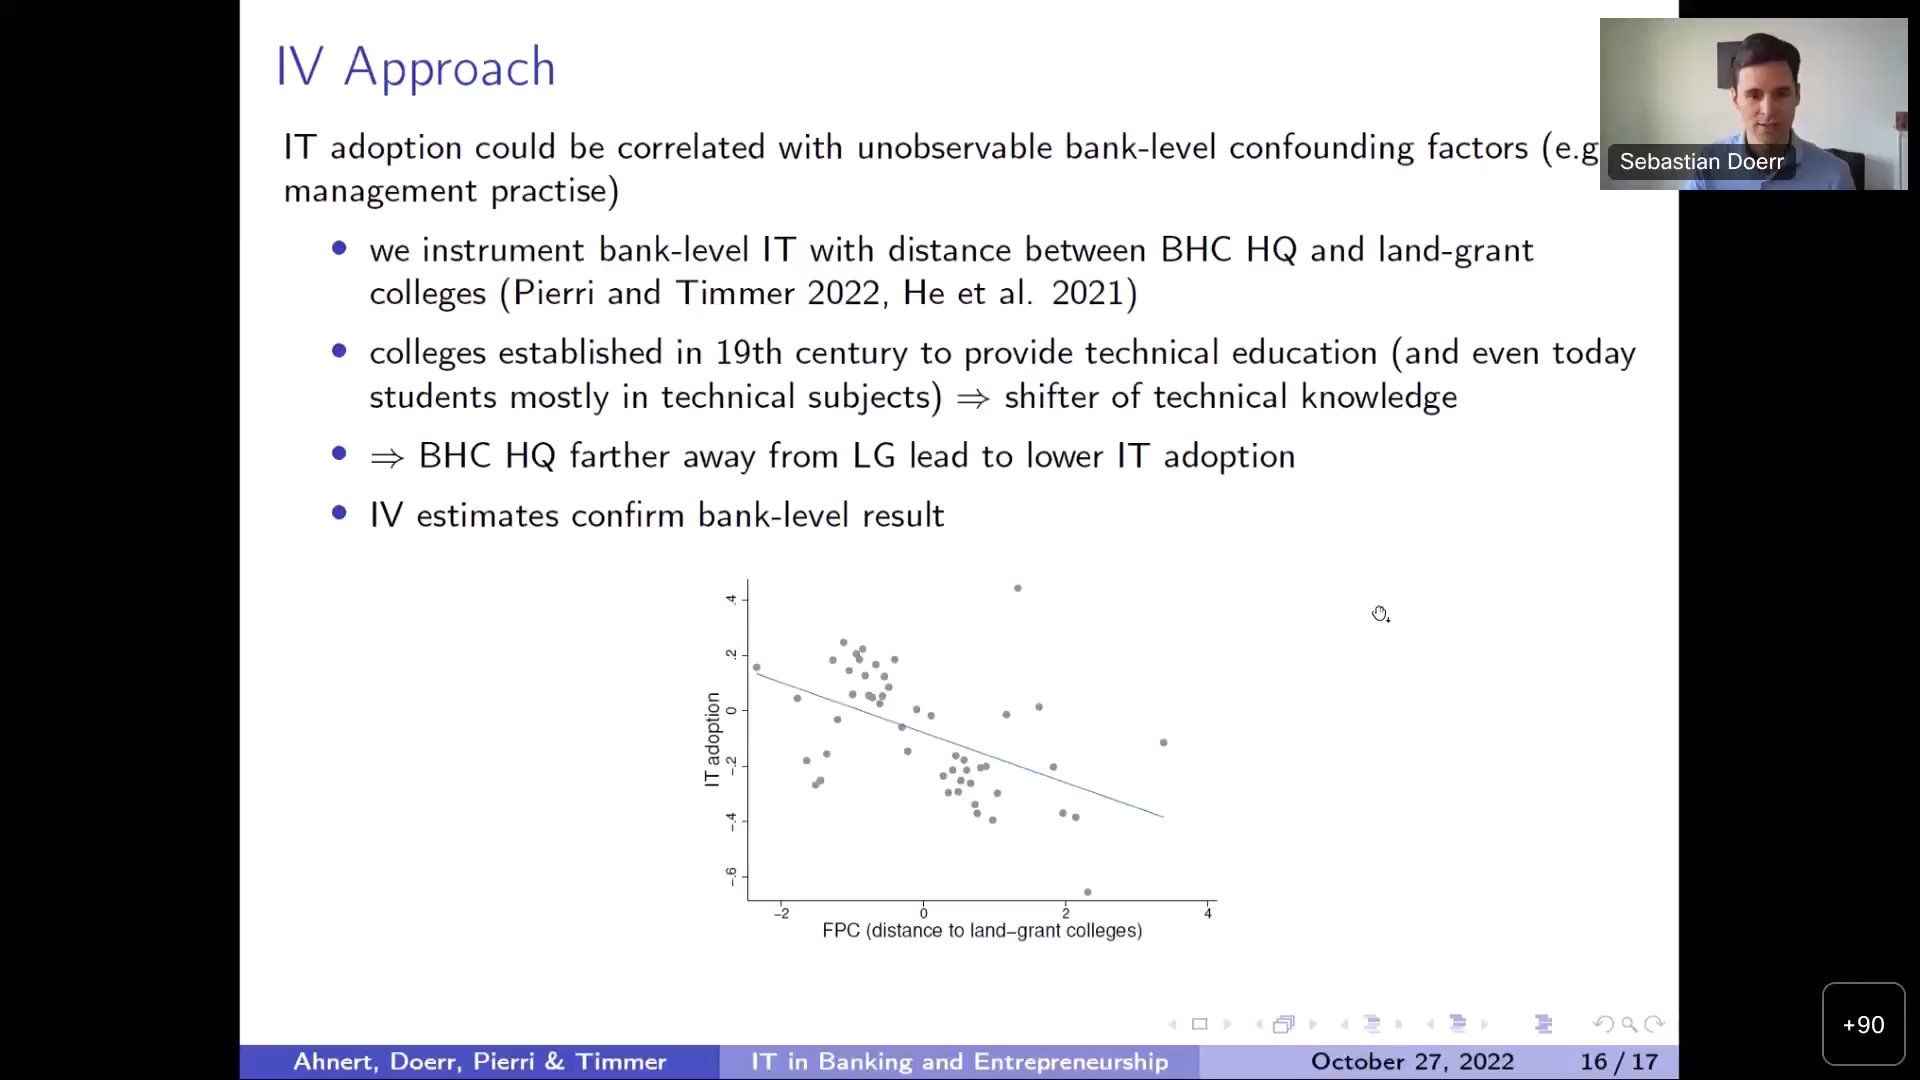 IV Approach
IT adoption could be correlated with unobservable bank-level confounding factors (e.g
management practise)
Sebastian Doerr
• we instrument bank-level IT with distance between BHC HQ and land-grant
colleges (Pierri and Timmer 2022, He et al. 2021)
• colleges established in 19th century to provide technical education (and even today
students mostly in technical subjects) ⇒ shifter of technical knowledge
• ⇒ BHC HQ farther away from LG lead to lower IT adoption
• IV estimates confirm bank-level result
IT adoption
.4
.2
0
-.2
-.4
-.6
-2 0 2 4
FPC (distance to land-grant colleges)
+90
Ahnert, Doerr, Pierri & Timmer IT in Banking and Entrepreneurship October 27, 2022 16 / 17